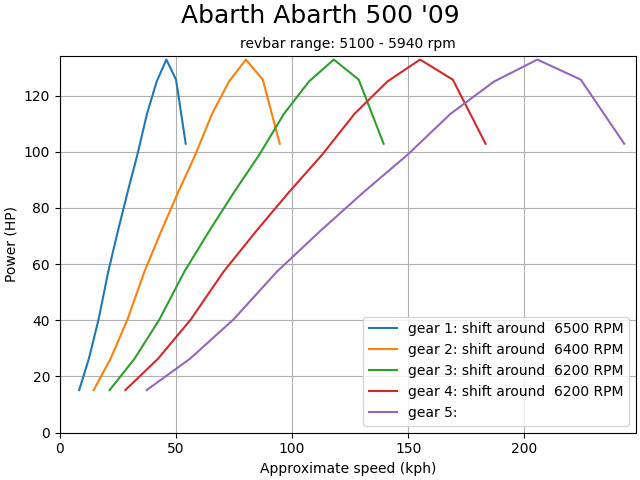 Abarth Abarth 500 '09
revbar range: 5100 - 5940 rpm
120
100
80
60
40
20
0
Power (HP)
gear 1: shift around  6500 RPM
gear 2: shift around  6400 RPM
gear 3: shift around  6200 RPM
gear 4: shift around  6200 RPM
gear 5:
0 50 100 150 200
Approximate speed (kph)